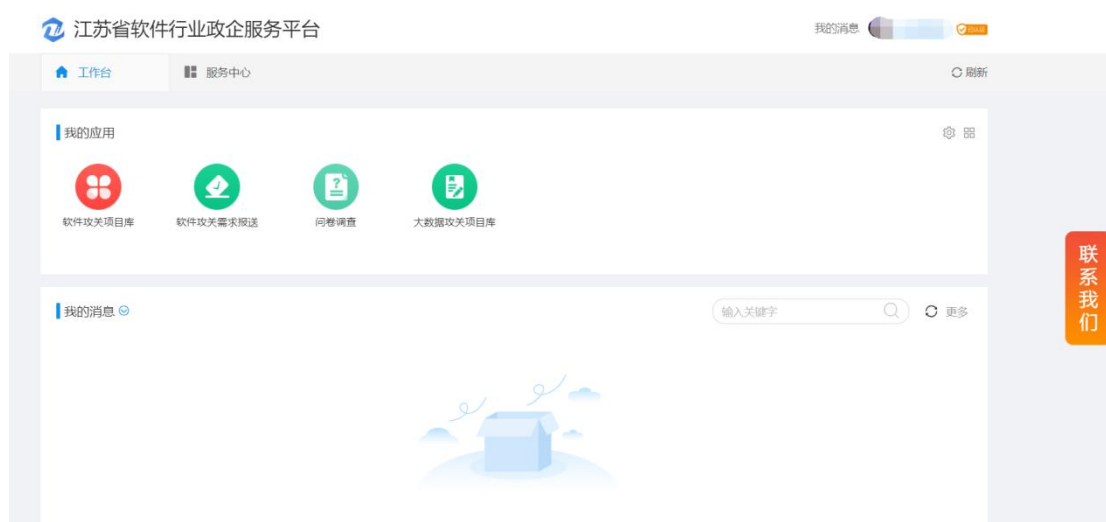 江苏省软件行业政企服务平台
我的消息
工作台
服务中心
刷新
我的应用
软件攻关项目库
软件攻关需求报送
问卷调查
大数据攻关项目库
联系我们
我的消息
输入关键字
更多